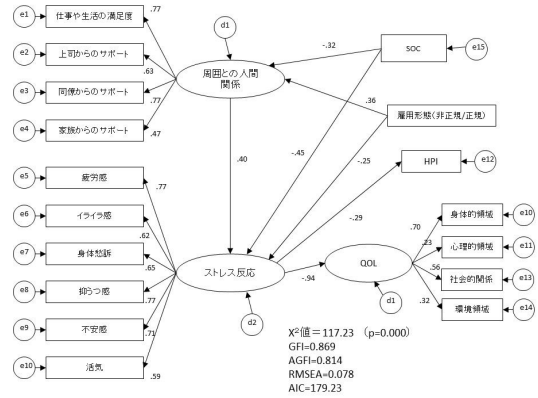 e1
仕事や生活の満足度
.77
e2
上司からのサポート
.63
e3
同僚からのサポート
.77
e4
家族からのサポート
.47
d1
周囲との人間
関係
-.32
SOC
e15
.36
雇用形態(非正規/正規)
.40
-.45
-.25
HPI
e12
-.29
e5
疲労感
.77
e6
イライラ感
.62
e7
身体愁訴
.65
e8
抑うつ感
.77
e9
不安感
.71
e10
活気
.59
ストレス反応
d2
-.94
QOL
d1
.70
身体的領域
e10
.23
心理的領域
e11
.56
社会的関係
e13
.32
環境領域
e14
X²値＝117.23 (p=0.000)
GFI=0.869
AGFI=0.814
RMSEA=0.078
AIC=179.23